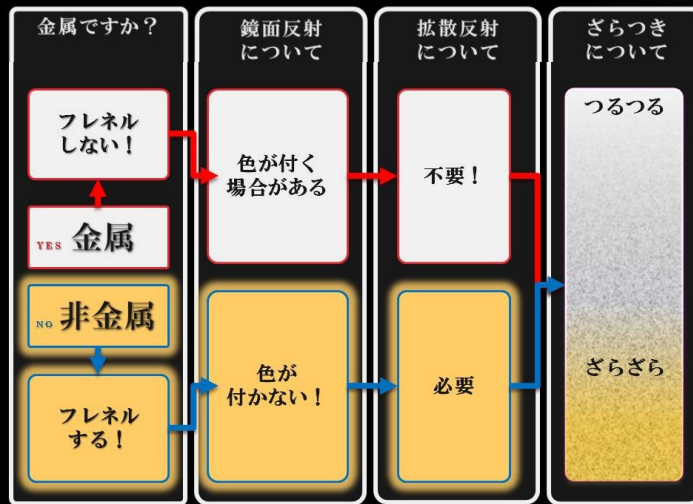 金属ですか？
鏡面反射
について
拡散反射
について
ざらつき
について
フレネル
しない！
YES 金属
色が付く
場合がある
不要！
つるつる
NO 非金属
フレネル
する！
色が
付かない！
必要
ざらざら